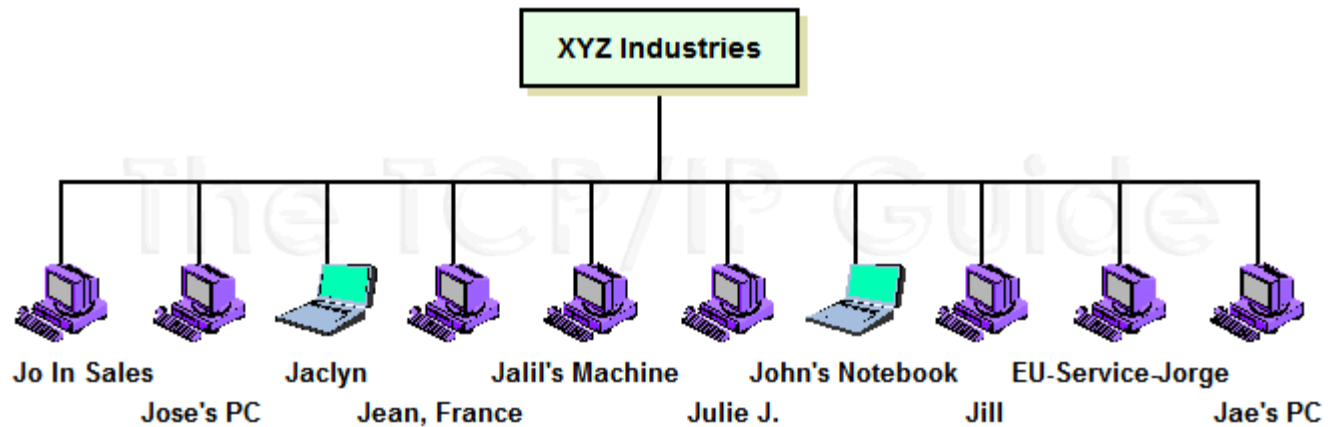 XYZ Industries
The TCP/IP Guide
Jo In Sales
Jose's PC
Jaclyn
Jean, France
Jalil's Machine
Julie J.
John's Notebook
Jill
EU-Service-Jorge
Jae's PC